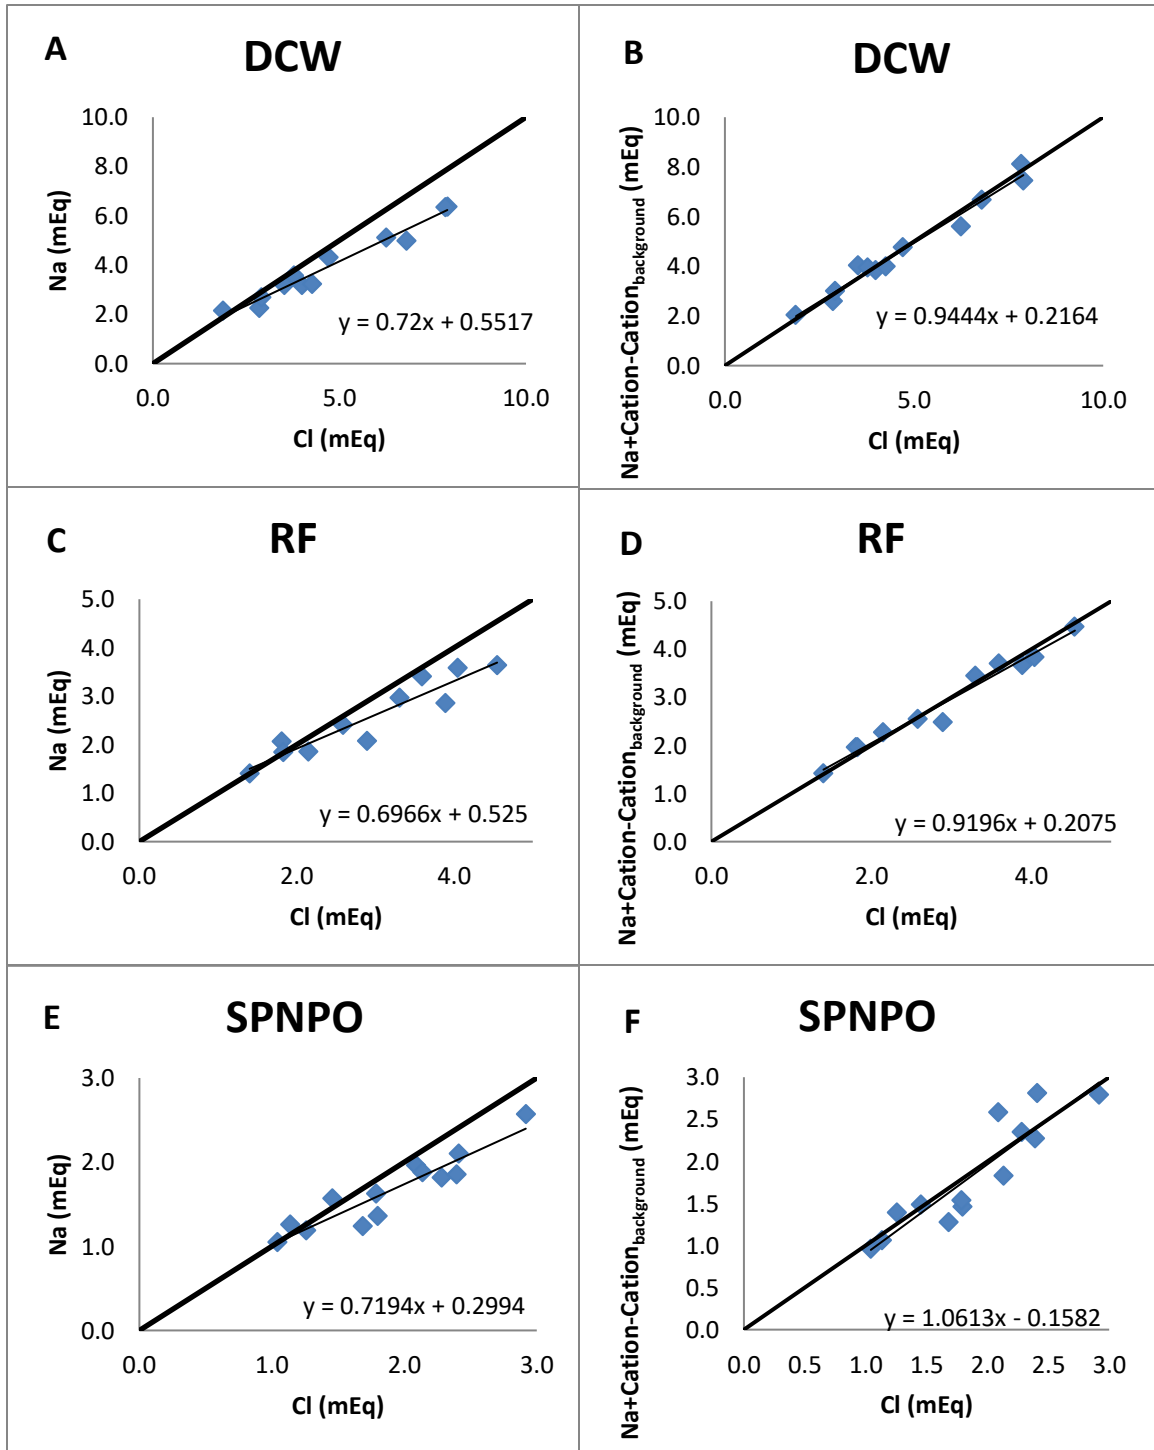 A
DCW
Na (mEq)
10.0
8.0
6.0
4.0
2.0
0.0
y = 0.72x + 0.5517
0.0 5.0 10.0
Cl (mEq)
B
DCW
Na+Cation-Cationbackground (mEq)
10.0
8.0
6.0
4.0
2.0
0.0
y = 0.9444x + 0.2164
0.0 5.0 10.0
Cl (mEq)
C
RF
Na (mEq)
5.0
4.0
3.0
2.0
1.0
0.0
y = 0.6966x + 0.525
0.0 2.0 4.0
Cl (mEq)
D
RF
Na+Cation-Cationbackground (mEq)
5.0
4.0
3.0
2.0
1.0
0.0
y = 0.9196x + 0.2075
0.0 2.0 4.0
Cl (mEq)
E
SPNPO
Na (mEq)
3.0
2.0
1.0
0.0
y = 0.7194x + 0.2994
0.0 1.0 2.0 3.0
Cl (mEq)
F
SPNPO
Na+Cation-Cationbackground (mEq)
3.0
2.5
2.0
1.5
1.0
0.5
0.0
y = 1.0613x - 0.1582
0.0 0.5 1.0 1.5 2.0 2.5 3.0
Cl (mEq)